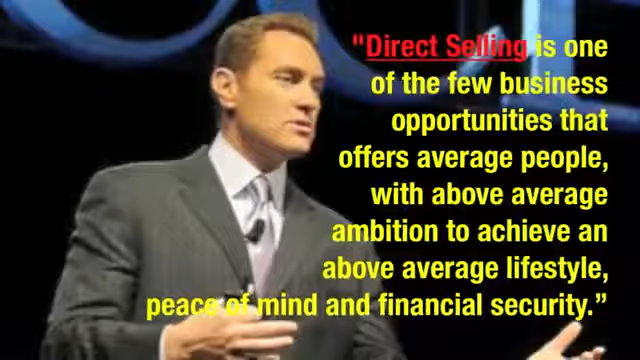 "Direct Selling is one
of the few business
opportunities that
offers average people,
with above average
ambition to achieve an
above average lifestyle,
peace of mind and financial security.”